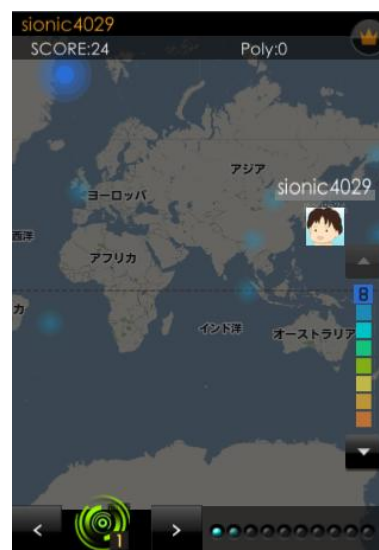 sionic4029
SCORE:24 Poly:0
アジア
ヨーロッパ
sionic4029
西洋
アフリカ
8
カ
インド洋
オーストラリア
1